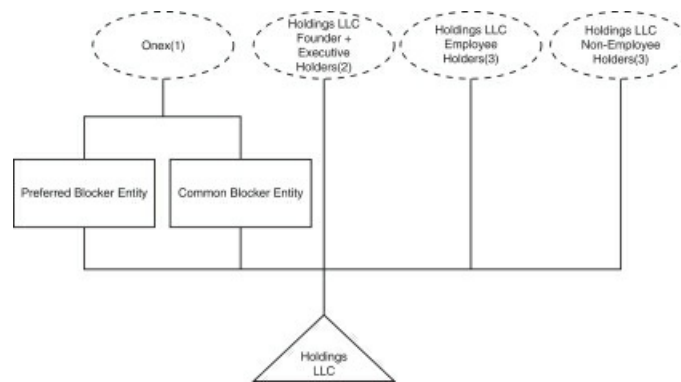 Onex(1)
Holdings LLC
Founder +
Executive
Holders(2)
Holdings LLC
Employee
Holders(3)
Holdings LLC
Non-Employee
Holders(3)
Preferred Blocker Entity
Common Blocker Entity
Holdings
LLC